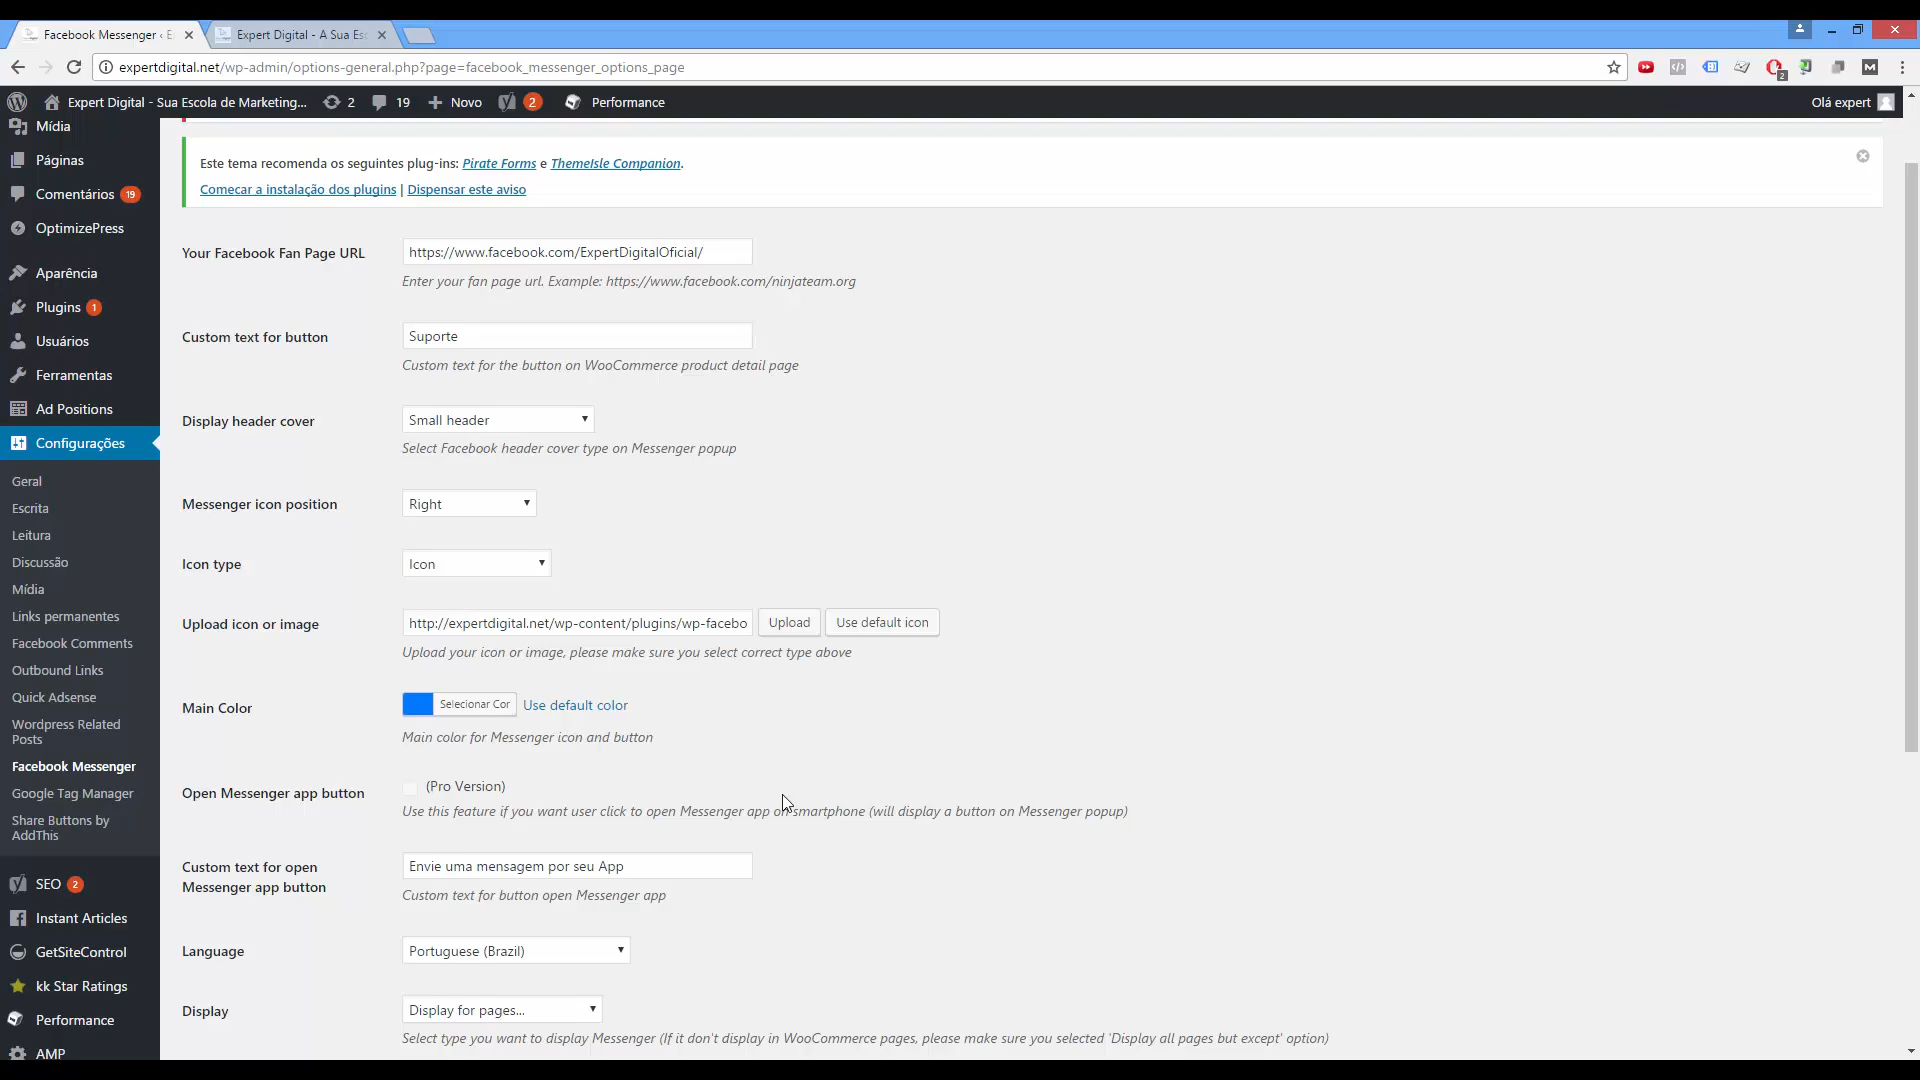 Facebook Messenger ‹ E
Expert Digital - A Sua Es
expertdigital.net/wp-admin/options-general.php?page=facebook_messenger_options_page
2
M
Expert Digital - Sua Escola de Marketing...
2
19
Novo
2
Performance
Olá expert
Mídia
Páginas
Comentários 19
OptimizePress
Aparência
Plugins 1
Usuários
Ferramentas
Ad Positions
Configurações
Geral
Escrita
Leitura
Discussão
Mídia
Links permanentes
Facebook Comments
Outbound Links
Quick Adsense
Wordpress Related
Posts
Facebook Messenger
Google Tag Manager
Share Buttons by
AddThis
SEO 2
Instant Articles
GetSiteControl
kk Star Ratings
Performance
AMP
Este tema recomenda os seguintes plug-ins: Pirate Forms e ThemeIsle Companion.
Começar a instalação dos plugins | Dispensar este aviso
Your Facebook Fan Page URL
https://www.facebook.com/ExpertDigitalOficial/
Enter your fan page url. Example: https://www.facebook.com/ninjateam.org
Custom text for button
Suporte
Custom text for the button on WooCommerce product detail page
Display header cover
Small header
Select Facebook header cover type on Messenger popup
Messenger icon position
Right
Icon type
Icon
Upload icon or image
http://expertdigital.net/wp-content/plugins/wp-facebo
Upload
Use default icon
Upload your icon or image, please make sure you select correct type above
Main Color
Selecionar Cor
Use default color
Main color for Messenger icon and button
Open Messenger app button
(Pro Version)
Use this feature if you want user click to open Messenger app on smartphone (will display a button on Messenger popup)
Custom text for open
Messenger app button
Envie uma mensagem por seu App
Custom text for button open Messenger app
Language
Portuguese (Brazil)
Display
Display for pages...
Select type you want to display Messenger (If it don't display in WooCommerce pages, please make sure you selected 'Display all pages but except' option)